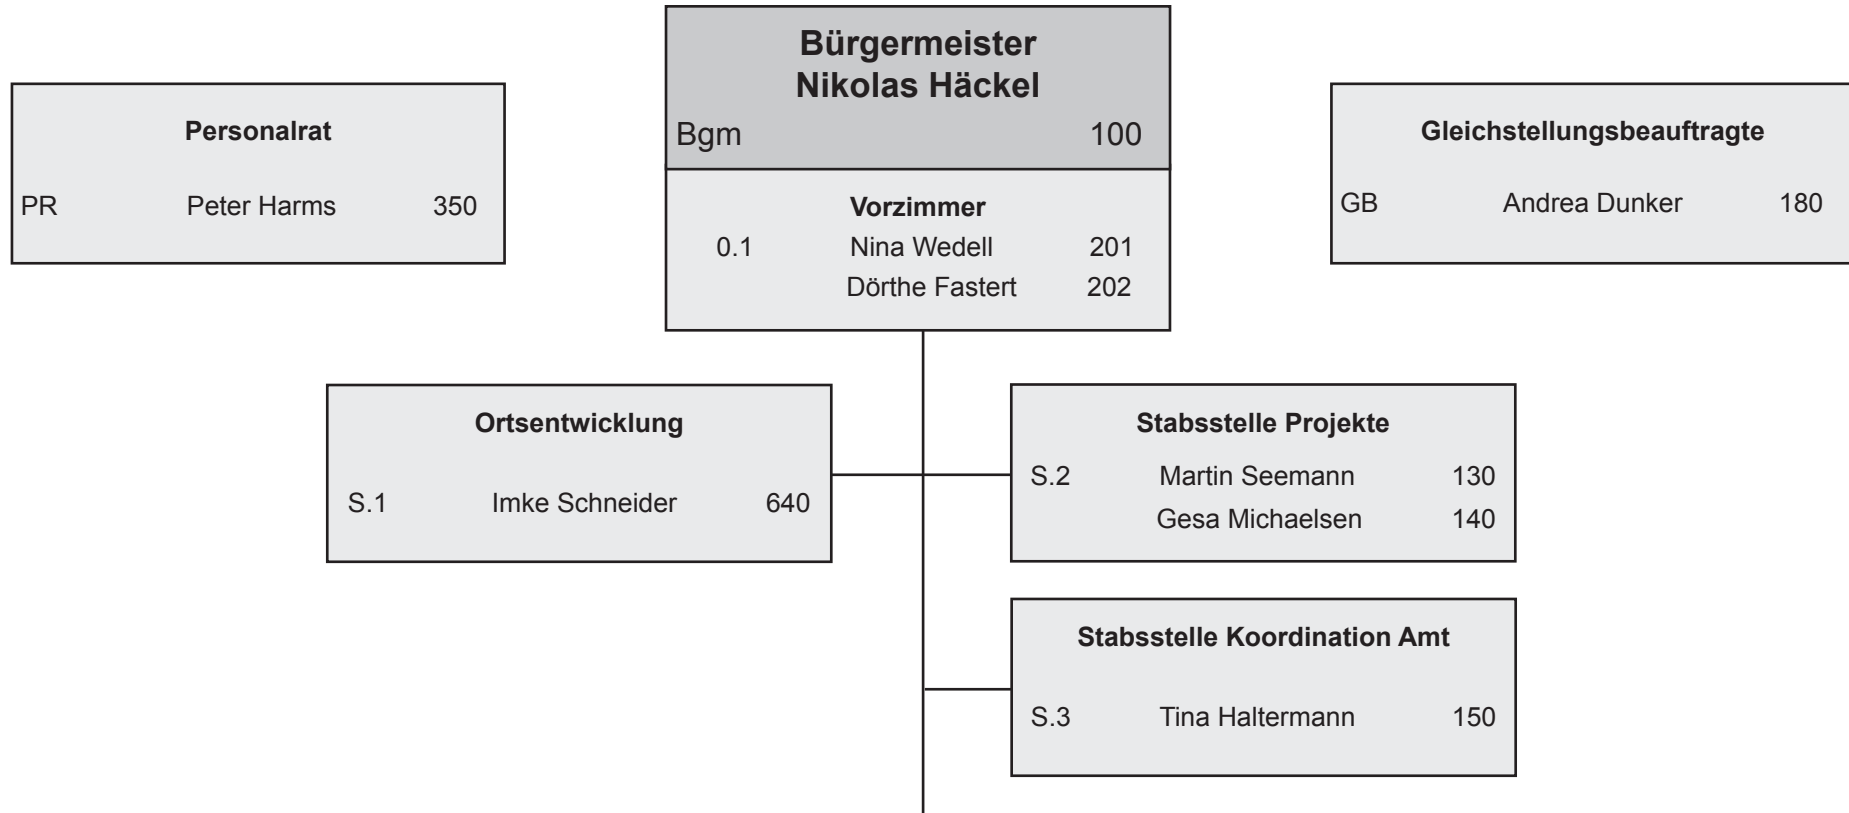 Bürgermeister
Nikolas Häckel
Bgm 100
Personalrat
PR Peter Harms 350
Gleichstellungsbeauftragte
GB Andrea Dunker 180
Vorzimmer
0.1 Nina Wedell 201
Dörthe Fastert 202
Ortsentwicklung
S.1 Imke Schneider 640
Stabsstelle Projekte
S.2 Martin Seemann 130
Gesa Michaelsen 140
Stabsstelle Koordination Amt
S.3 Tina Haltermann 150